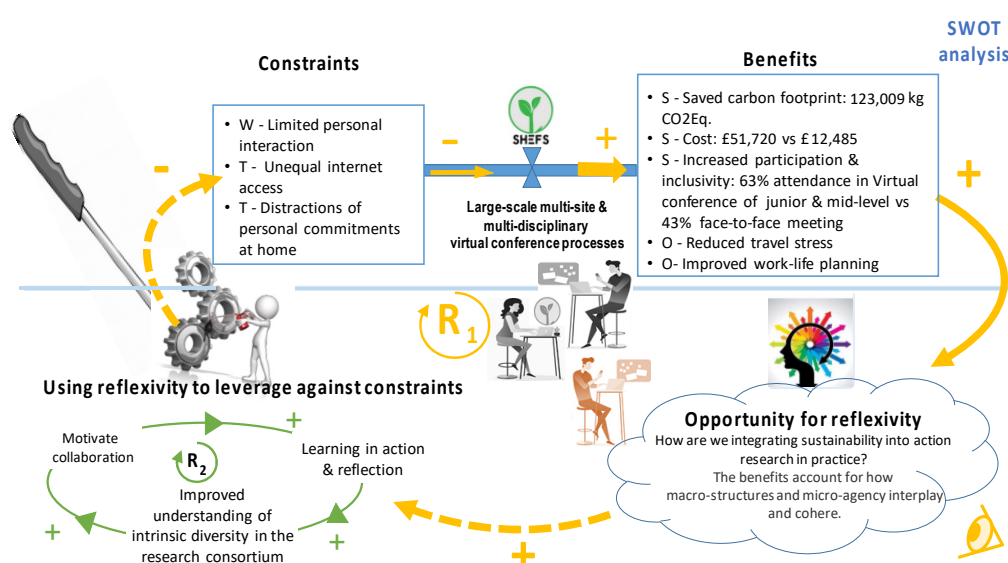 SWOT
analysis
Constraints
Benefits
• W - Limited personal
interaction
• T - Unequal internet
access
• T - Distractions of
personal commitments
at home
–
–
SHEFS
+
Large-scale multi-site &
multi-disciplinary
virtual conference processes
• S - Saved carbon footprint: 123,009 kg
CO2Eq.
• S - Cost: £51,720 vs £12,485
• S - Increased participation &
inclusivity: 63% attendance in Virtual
conference of junior & mid-level vs
43% face-to-face meeting
• O - Reduced travel stress
• O- Improved work-life planning
+
R1
Using reflexivity to leverage against constraints
Motivate
collaboration
+
R2
Learning in action
& reflection
Improved
understanding of
intrinsic diversity in the
research consortium
+
+
Opportunity for reflexivity
How are we integrating sustainability into action
research in practice?
The benefits account for how
macro-structures and micro-agency interplay
and cohere.
+